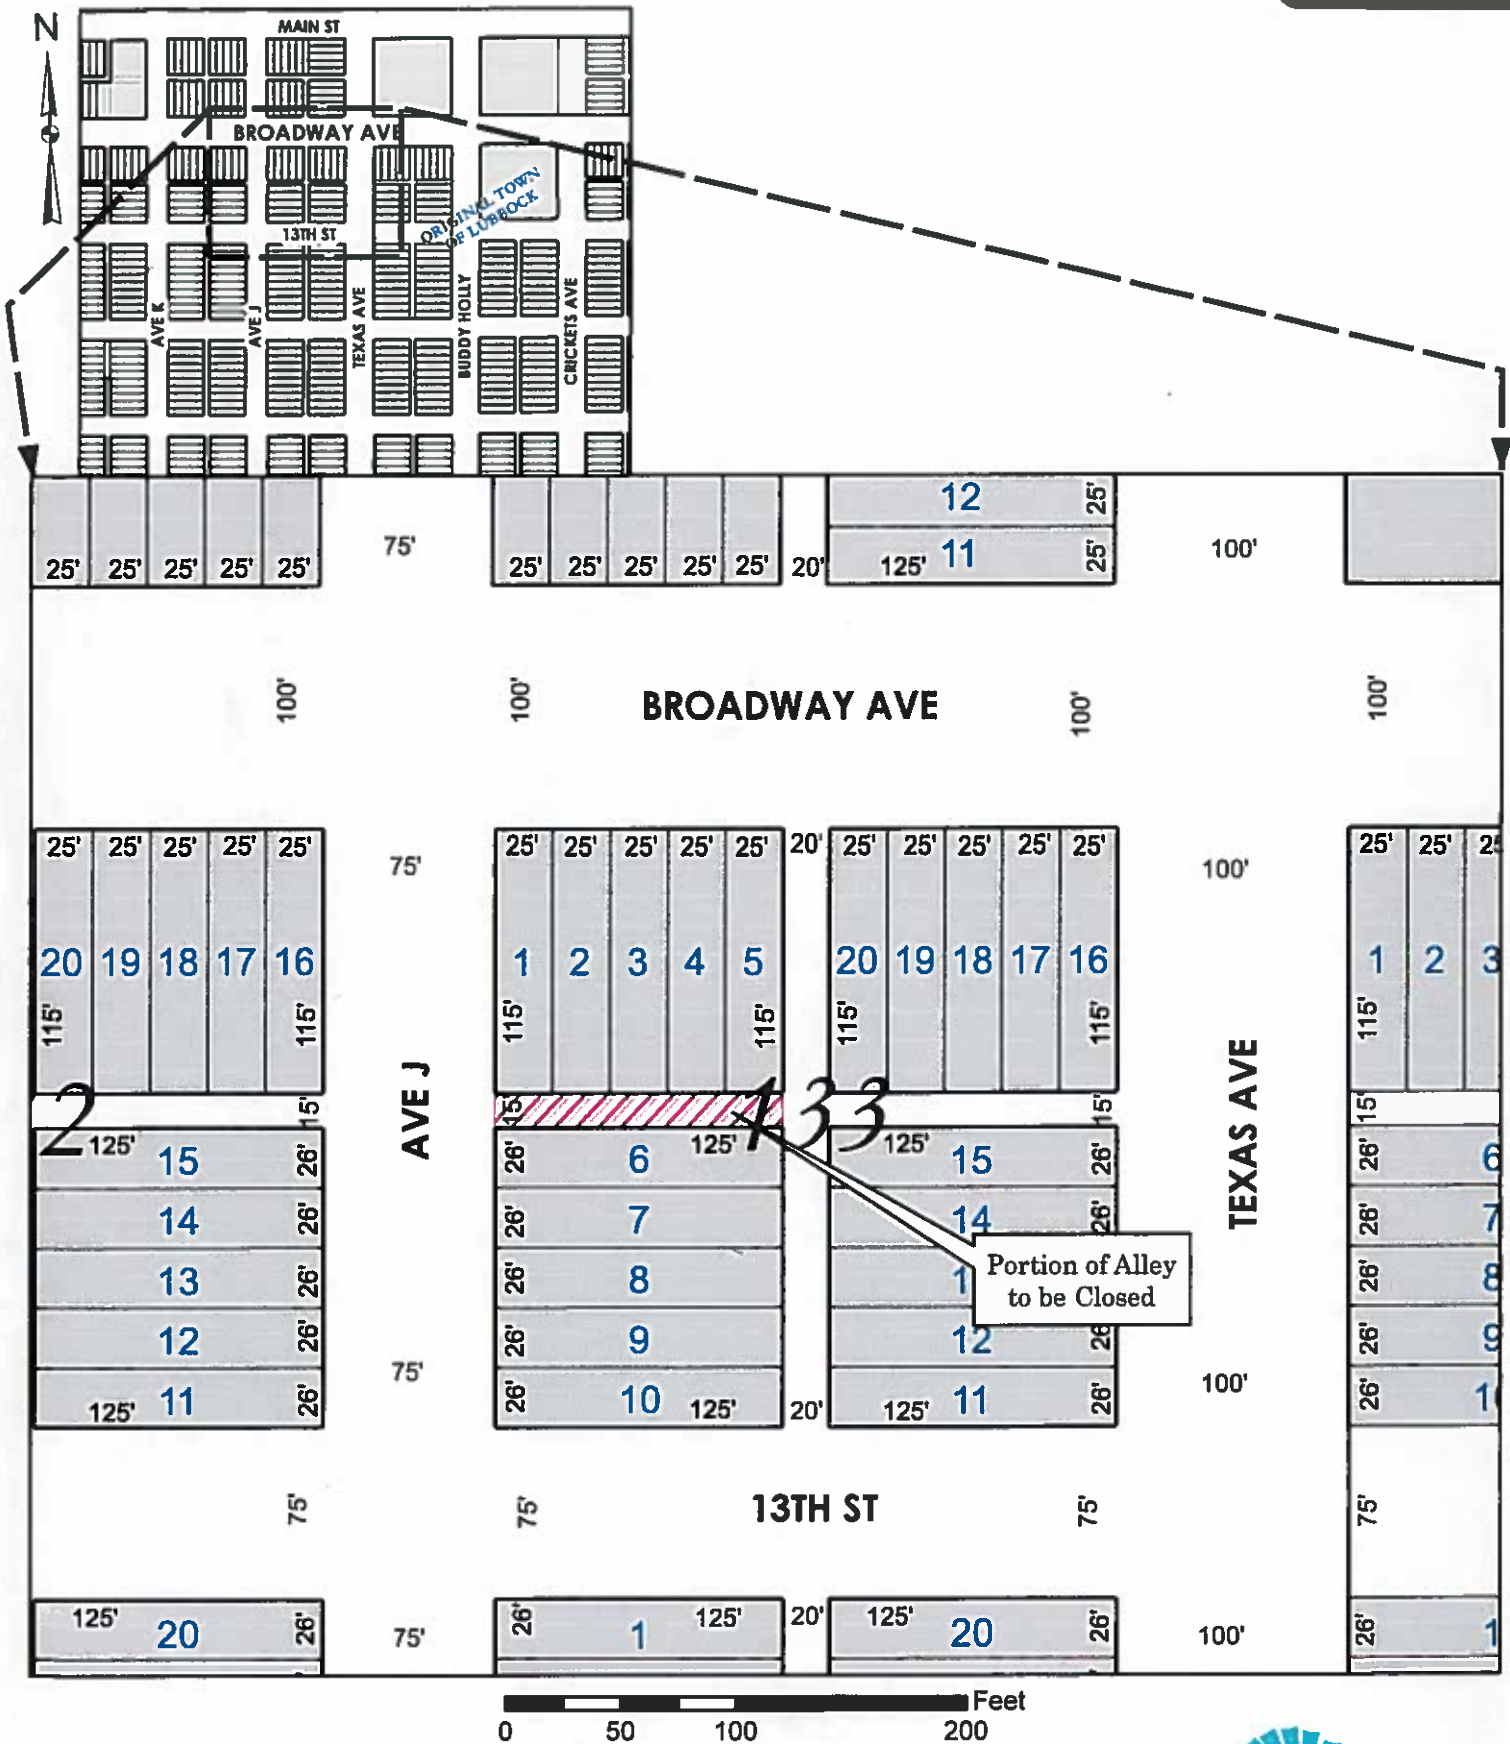 N
MAIN ST
BROADWAY AVE
ORIGINAL TOWN
OF LUBBOCK
13TH ST
AVE K
AVE J
TEXAS AVE
BUDDY HOLLY
CRICKETS AVE
12 25'
25' 25' 25' 25' 25' 75' 25' 25' 25' 25' 25' 20' 125' 11 25' 100'
100' 100' BROADWAY AVE 100' 100'
25' 25' 25' 25' 25' 75' 25' 25' 25' 25' 25' 20' 25' 25' 25' 25' 25' 100' 25' 25'
20 19 18 17 16 1 2 3 4 5 20 19 18 17 16 1 2 3
115' 115' 115' 115' 115' 115' 115'
AVE J
TEXAS AVE
2 15' 15' 133 15' 15'
125' 15 26' 26' 6 125' 125' 15 26' 26' 6
14 26' 26' 7 14 26' 26' 7
13 26' 26' 8 26' 8
Portion of Alley
to be Closed
12 26' 26' 9 12 26' 9
75' 100'
125' 11 26' 26' 10 125' 20' 125' 11 26' 26'
75' 75' 13TH ST 75' 75'
125' 20 26' 75' 26' 1 125' 20' 125' 20 26' 100' 26' 1
Feet
0 50 100 200